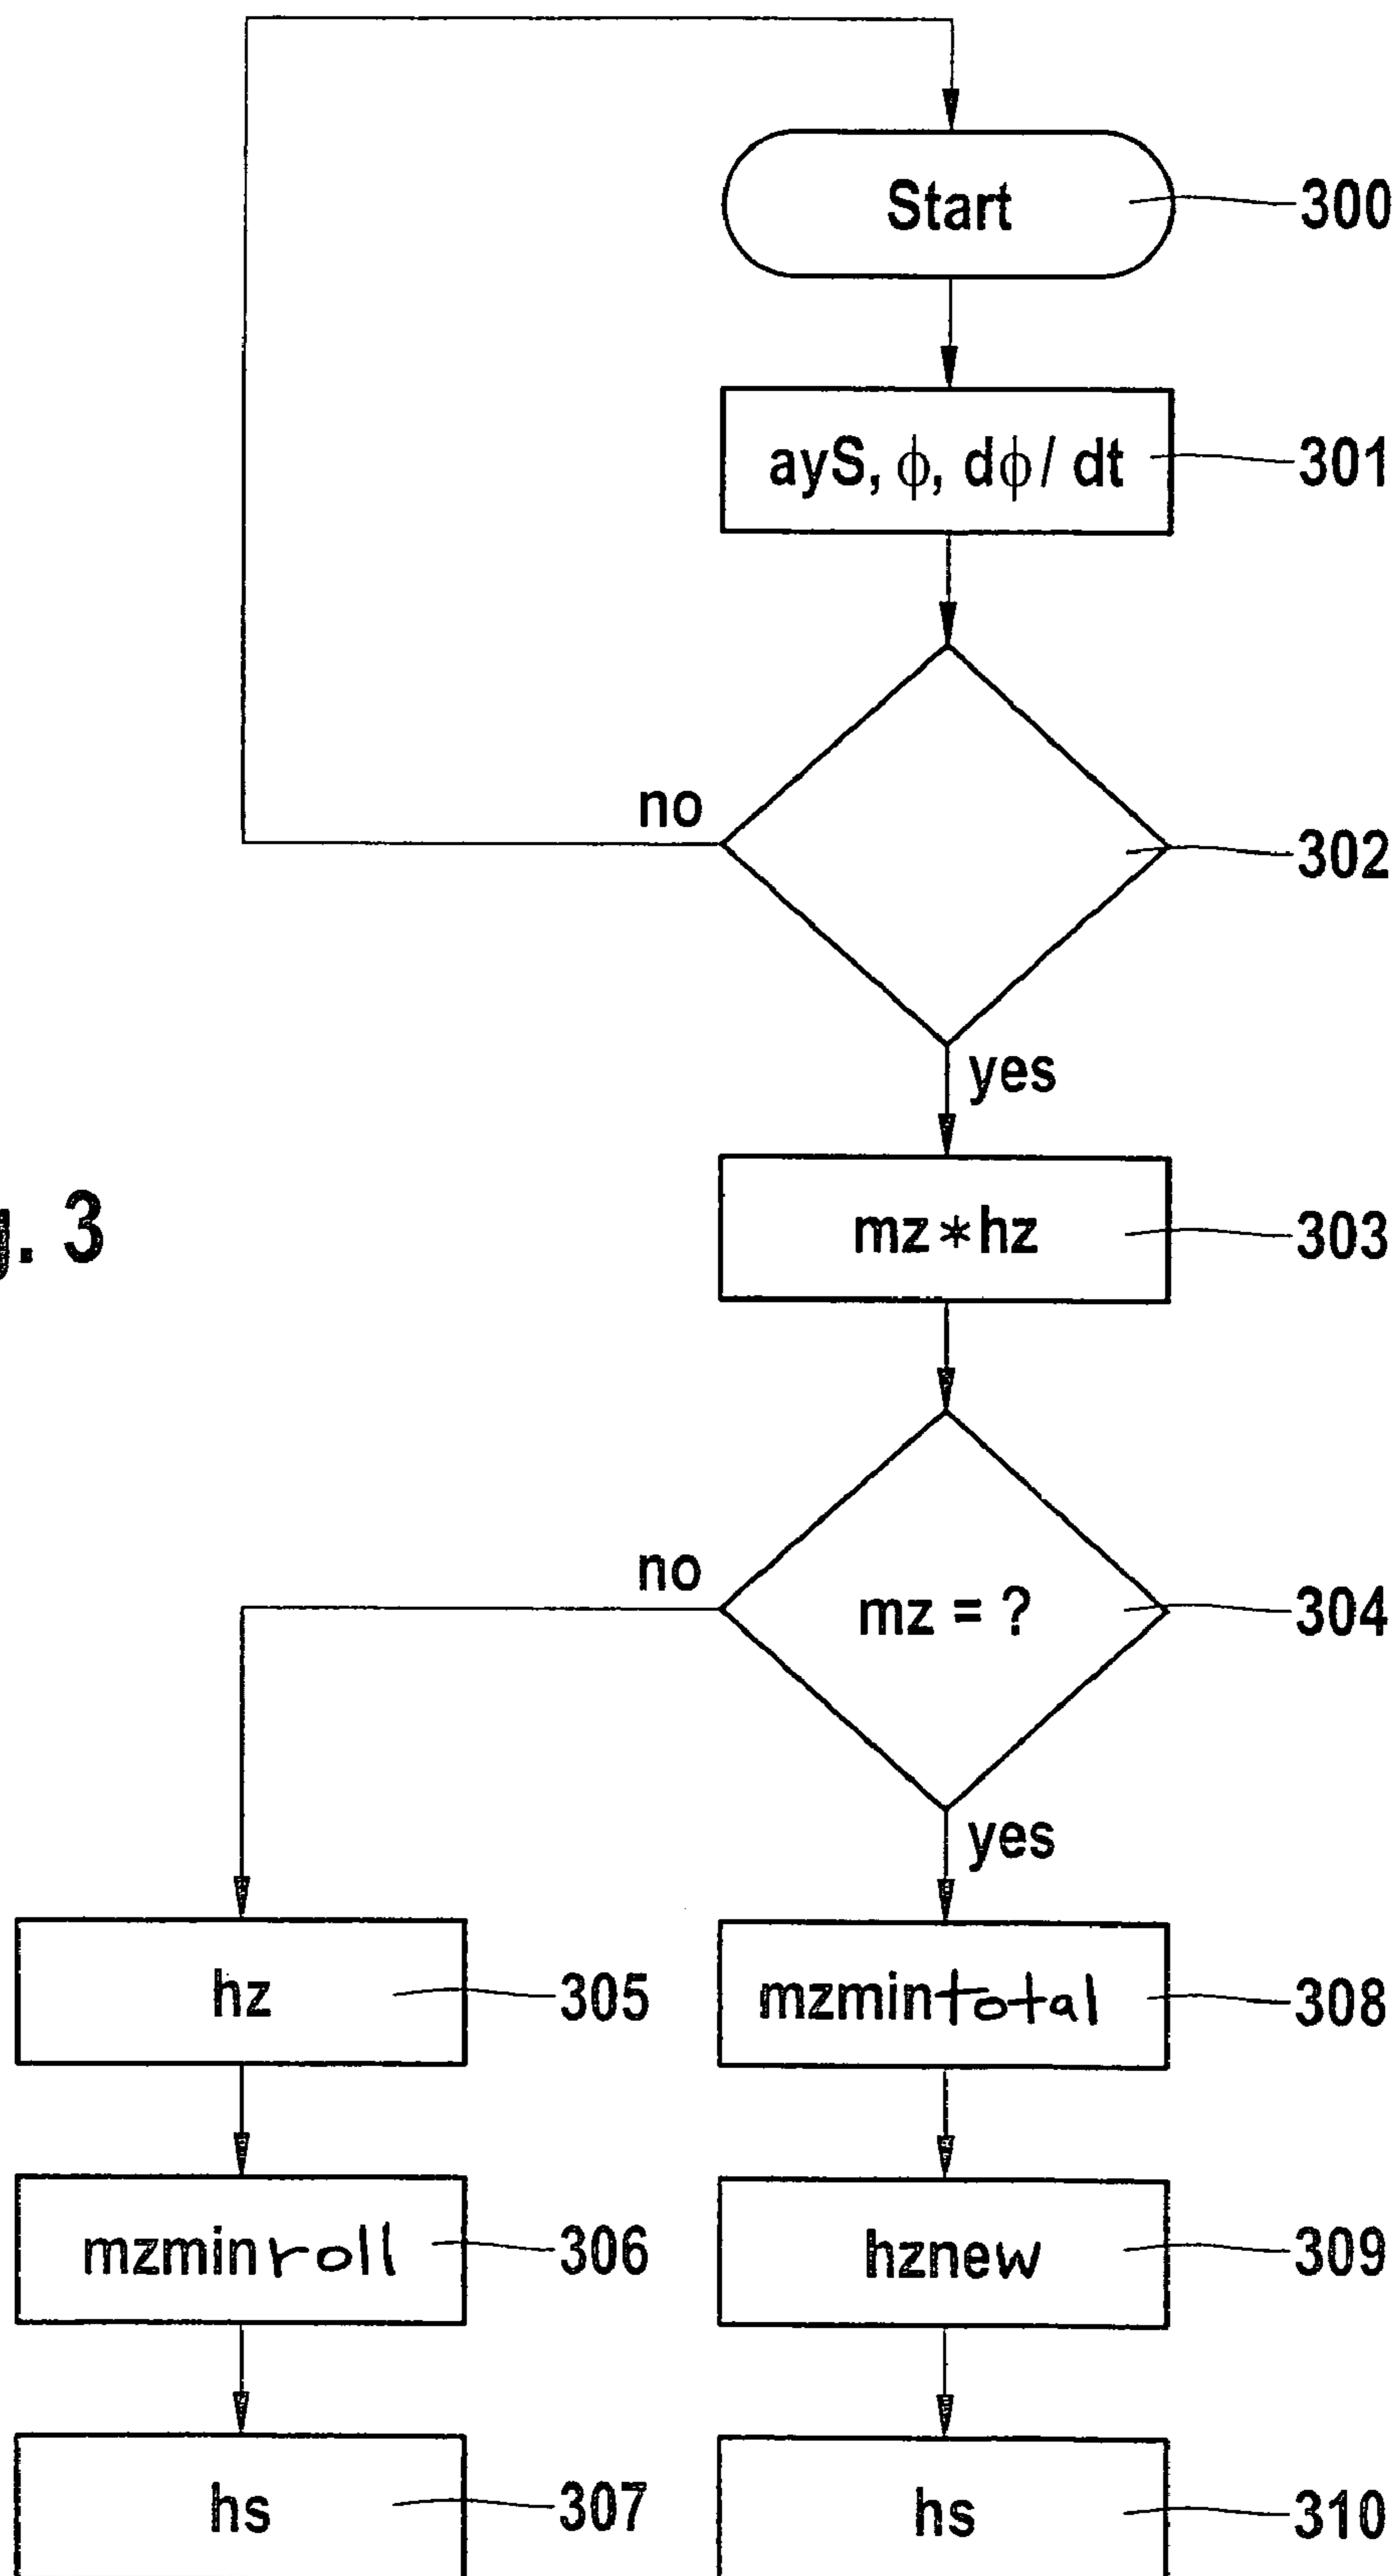 Start 300
ayS, ϕ, dϕ/ dt 301
no
302
yes
mz*hz 303
g. 3
no
mz = ? 304
yes
hz 305
mzmintotal 308
mzminroll 306
hznew 309
hs 307
hs 310